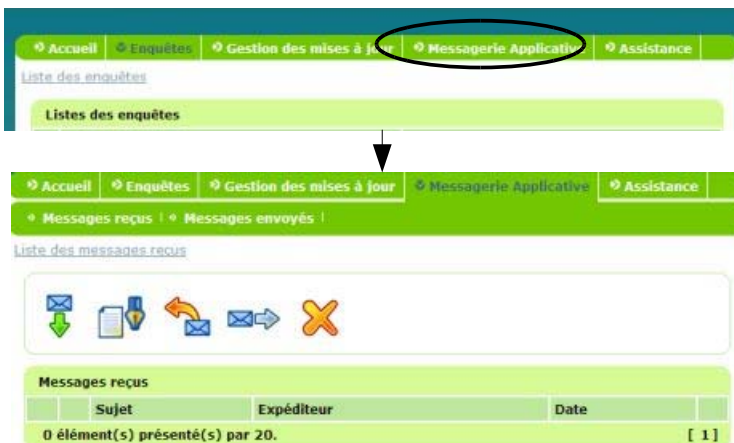 Accueil Enquêtes Gestion des mises à jour Messagerie Applicative Assistance
Liste des enquêtes
Listes des enquêtes
Accueil Enquêtes Gestion des mises à jour Messagerie Applicative Assistance
Messages reçus | Messages envoyés |
Liste des messages reçus
Messages reçus
Sujet Expéditeur Date
0 élément(s) présenté(s) par 20. [ 1]